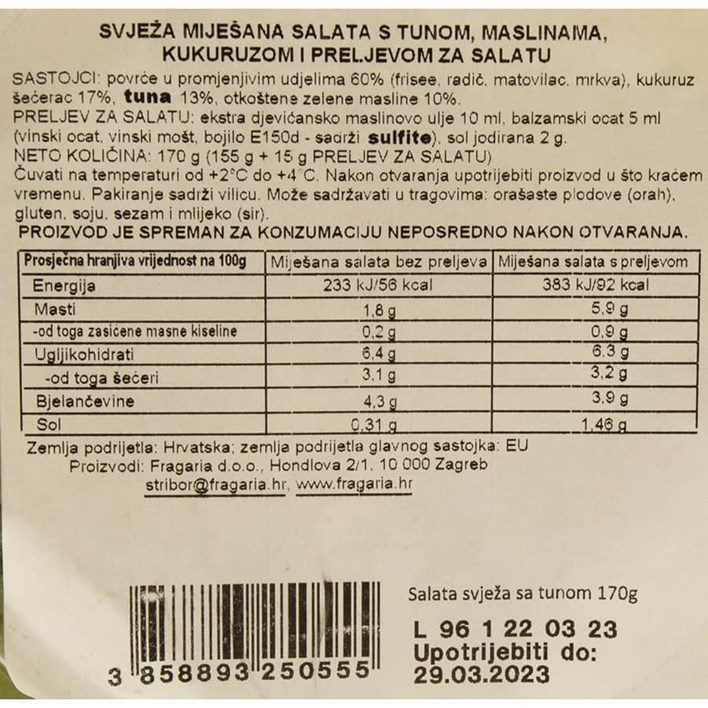 SVJEŽA MIJEŠANA SALATA S TUNOM, MASLINAMA,
KUKURUZOM I PRELJEVOM ZA SALATU
SASTOJCI: povrće u promjenjivim udjelima 60% (frisee, radič, matovilac, mrkva), kukuruz
šećerac 17%, tuna 13%, otkoštene zelene masline 10%.
PRELJEV ZA SALATU: ekstra djevičansko maslinovo ulje 10 ml, balzamski ocat 5 ml
(vinski ocat, vinski mošt, bojilo E150d - sadrži sulfite), sol jodirana 2 g.
NETO KOLIČINA: 170 g (155 g + 15 g PRELJEV ZA SALATU)
Čuvati na temperaturi od +2°C do +4°C. Nakon otvaranja upotrijebiti proizvod u što kraćem
vremenu. Pakiranje sadrži vilicu. Može sadržavati u tragovima: orašaste plodove (orah),
gluten, soju, sezam i mlijeko (sir).
PROIZVOD JE SPREMAN ZA KONZUMACIJU NEPOSREDNO NAKON OTVARANJA.
Prosječna hranjiva vrijednost na 100g Miješana salata bez preljeva Miješana salata s preljevom
Energija 233 kJ/56 kcal 383 kJ/92 kcal
Masti 1,8 g 5,9 g
-od toga zasićene masne kiseline 0,2 g 0,9 g
Ugljikohidrati 6,4 g 6,3 g
-od toga šećeri 3,1 g 3,2 g
Bjelančevine 4,3 g 3,9 g
Sol 0,31 g 1,46 g
Zemlja podrijetla: Hrvatska; zemlja podrijetla glavnog sastojka: EU
Proizvodi: Fragaria d.o.o., Hondlova 2/1, 10 000 Zagreb
stribor@fragaria.hr, www.fragaria.hr
Salata svježa sa tunom 170g
L 96 1 22 03 23
Upotrijebiti do:
29.03.2023
3 858893 250555